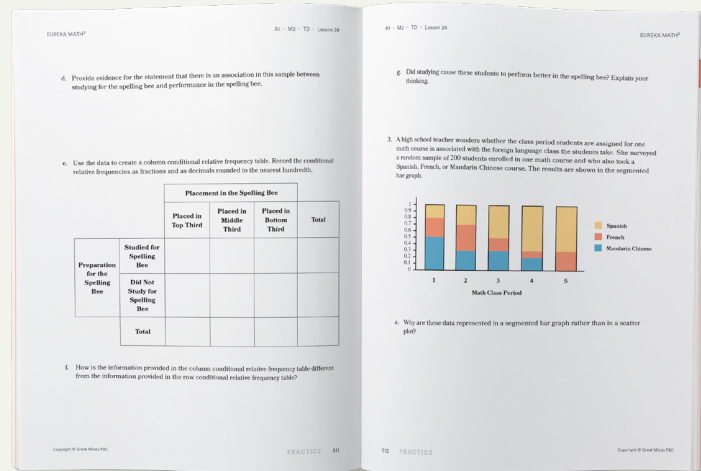 EUREKA MATH²
A1 · M2 · TD · Lesson 24
d. Provide evidence for the statement that there is an association in this sample between
studying for the spelling bee and performance in the spelling bee.
e. Use the data to create a column conditional relative frequency table. Record the conditional
relative frequencies as fractions and as decimals rounded to the nearest hundredth.
Placement in the Spelling Bee
Placed in
Top Third
Placed in
Middle
Third
Placed in
Bottom
Third
Total
Preparation
for the
Spelling
Bee
Studied for
Spelling
Bee
Did Not
Study for
Spelling
Bee
Total
f. How is the information provided in the column conditional relative frequency table different
from the information provided in the row conditional relative frequency table?
Copyright © Great Minds PBC
PRACTICE 511
A1 · M2 · TD · Lesson 24
EUREKA MATH²
g. Did studying cause these students to perform better in the spelling bee? Explain your
thinking.
3. A high school teacher wonders whether the class period students are assigned for one
math course is associated with the foreign language class the students take. She surveyed
a random sample of 200 students enrolled in one math course and who also took a
Spanish, French, or Mandarin Chinese course. The results are shown in the segmented
bar graph.
1
0.9
0.8
0.7
0.6
0.5
0.4
0.3
0.2
0.1
0
1 2 3 4 5
Math Class Period
Spanish
French
Mandarin Chinese
a. Why are these data represented in a segmented bar graph rather than in a scatter
plot?
512 PRACTICE
Copyright © Great Minds PBC